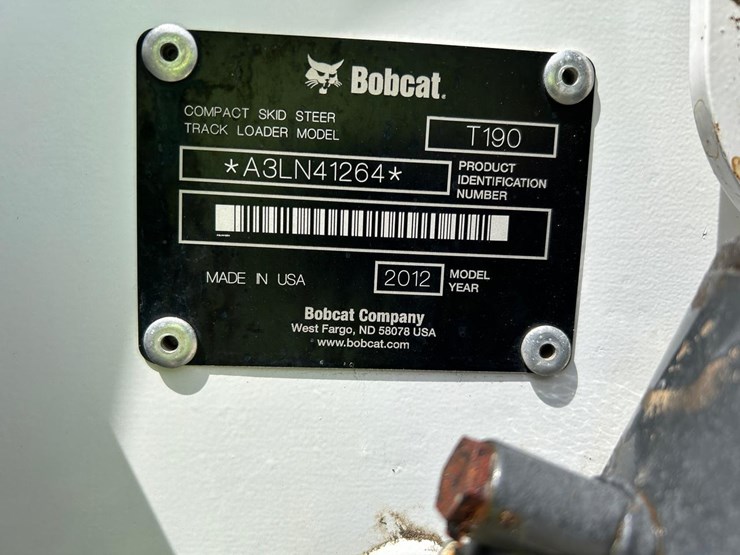 Bobcat.
COMPACT SKID STEER
TRACK LOADER MODEL
T190
*A3LN41264*
PRODUCT
IDENTIFICATION
NUMBER
MADE IN USA
2012
MODEL
YEAR
Bobcat Company
West Fargo, ND 58078 USA
www.bobcat.com